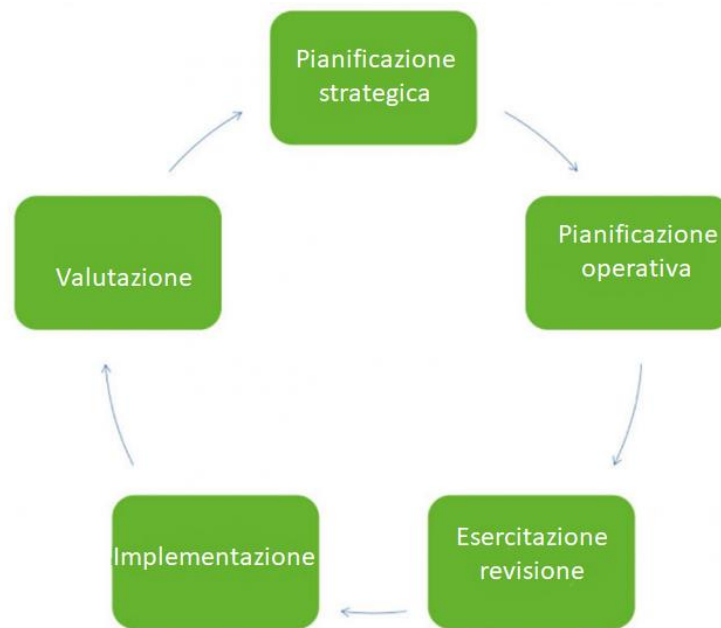 Pianificazione
strategica
Pianificazione
operativa
Esercitazione
revisione
Implementazione
Valutazione